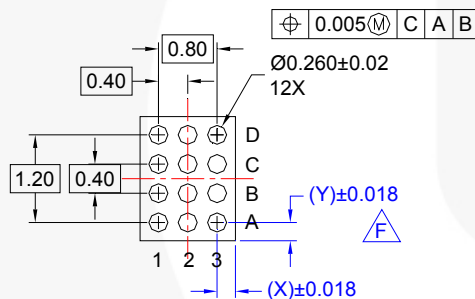 ⌖ 0.005Ⓜ C A B
0.80
Ø0.260±0.02
12X
0.40
D
C
1.20
0.40
B
(Y)±0.018
A
F
1 2 3
(X)±0.018